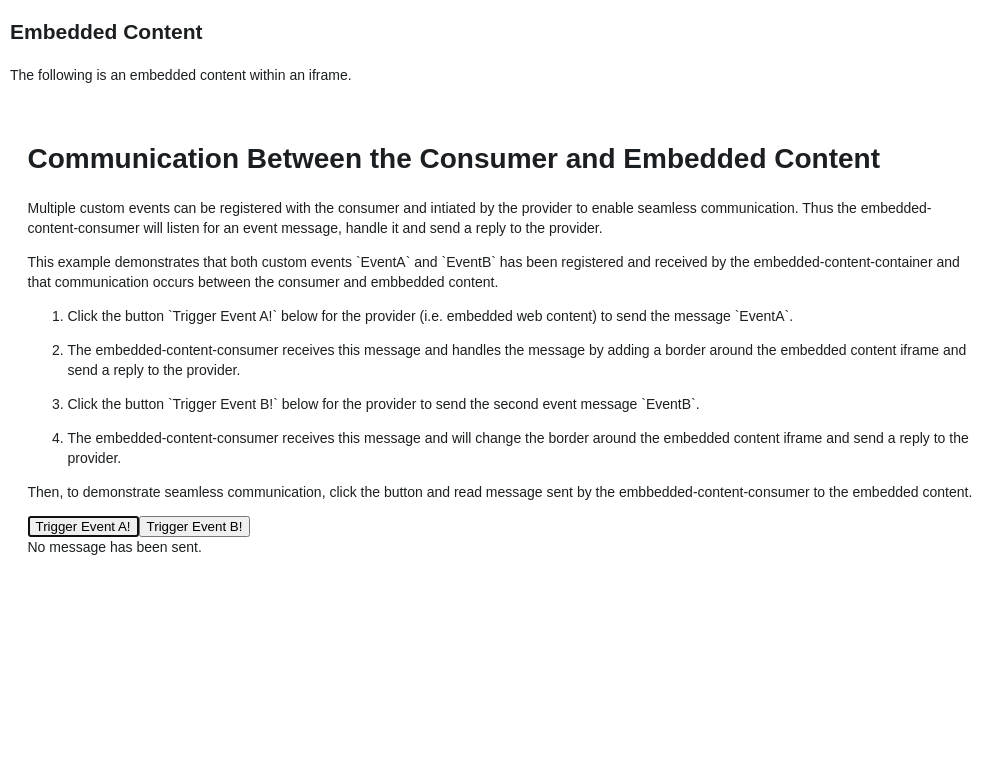 Embedded Content
The following is an embedded content within an iframe.
Communication Between the Consumer and Embedded Content
Multiple custom events can be registered with the consumer and intiated by the provider to enable seamless communication. Thus the embedded-
content-consumer will listen for an event message, handle it and send a reply to the provider.
This example demonstrates that both custom events `EventA` and `EventB` has been registered and received by the embedded-content-container and
that communication occurs between the consumer and embbedded content.
1. Click the button `Trigger Event A!` below for the provider (i.e. embedded web content) to send the message `EventA`.
2. The embedded-content-consumer receives this message and handles the message by adding a border around the embedded content iframe and
send a reply to the provider.
3. Click the button `Trigger Event B!` below for the provider to send the second event message `EventB`.
4. The embedded-content-consumer receives this message and will change the border around the embedded content iframe and send a reply to the
provider.
Then, to demonstrate seamless communication, click the button and read message sent by the embbedded-content-consumer to the embedded content.
Trigger Event A! Trigger Event B!
No message has been sent.